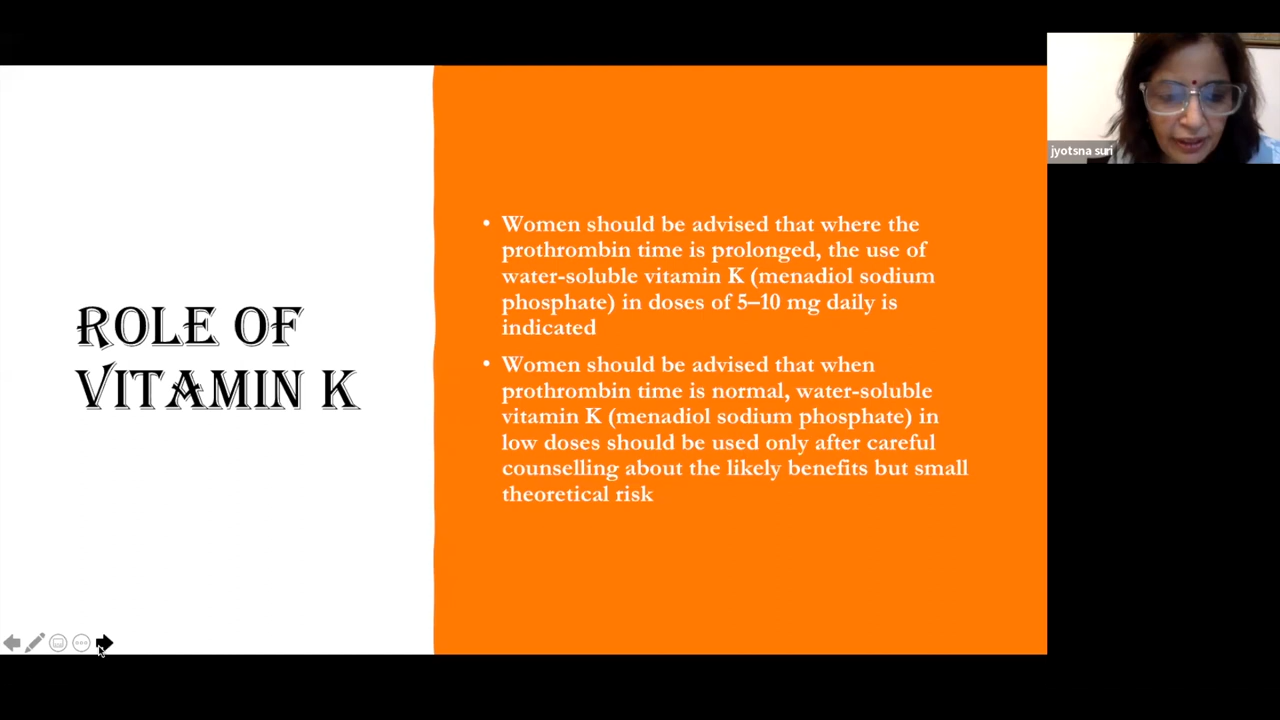 ROLE OF
VITAMIN K
• Women should be advised that where the
prothrombin time is prolonged, the use of
water-soluble vitamin K (menadiol sodium
phosphate) in doses of 5–10 mg daily is
indicated
• Women should be advised that when
prothrombin time is normal, water-soluble
vitamin K (menadiol sodium phosphate) in
low doses should be used only after careful
counselling about the likely benefits but small
theoretical risk
jyotsna suri